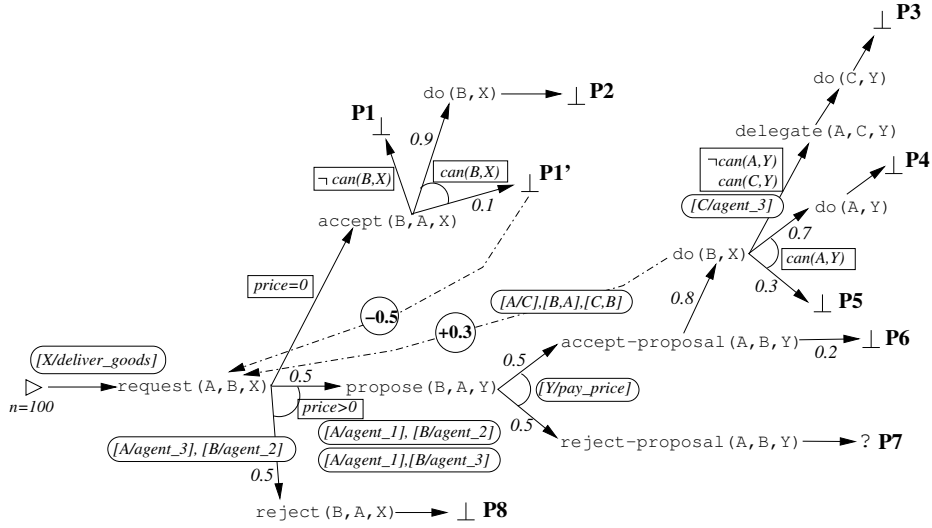 ⊥ P3
do(B,X)
⊥ P2
do(C,Y)
P1
⊥
0.9
delegate(A,C,Y)
¬ can(B,X)
can(B,X)
⊥ P1’
0.1
¬can(A,Y)
can(C,Y)
P4
⊥
[C/agent_3]
accept(B,A,X)
do(A,Y)
0.7
do(B,X)
can(A,Y)
price=0
0.3
[A/C],[B,A],[C,B]
0.8
⊥ P5
−0.5
+0.3
[X/deliver_goods]
accept-proposal(A,B,Y)
⊥ P6
0.2
0.5
request(A,B,X)
0.5
propose(B,A,Y)
[Y/pay_price]
n=100
price>0
0.5
[A/agent_3], [B/agent_2]
[A/agent_1], [B/agent_2]
[A/agent_1],[B/agent_3]
reject-proposal(A,B,Y)
? P7
0.5
reject(B,A,X)
⊥ P8